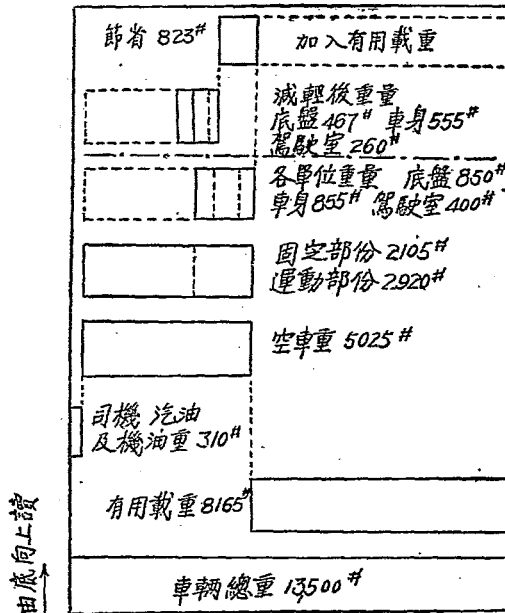 節省 823#
加入有用載重
減輕後重量
底盤 467# 車身 555#
駕駛室 260#
各單位重量 底盤 850#
車身 855# 駕駛室 400#
固定部份 2105#
運動部份 2920#
空車重 5025#
司機 汽油
及機油重 310#
有用載重 8165#
車輛總重 13,500#
由底向上讀